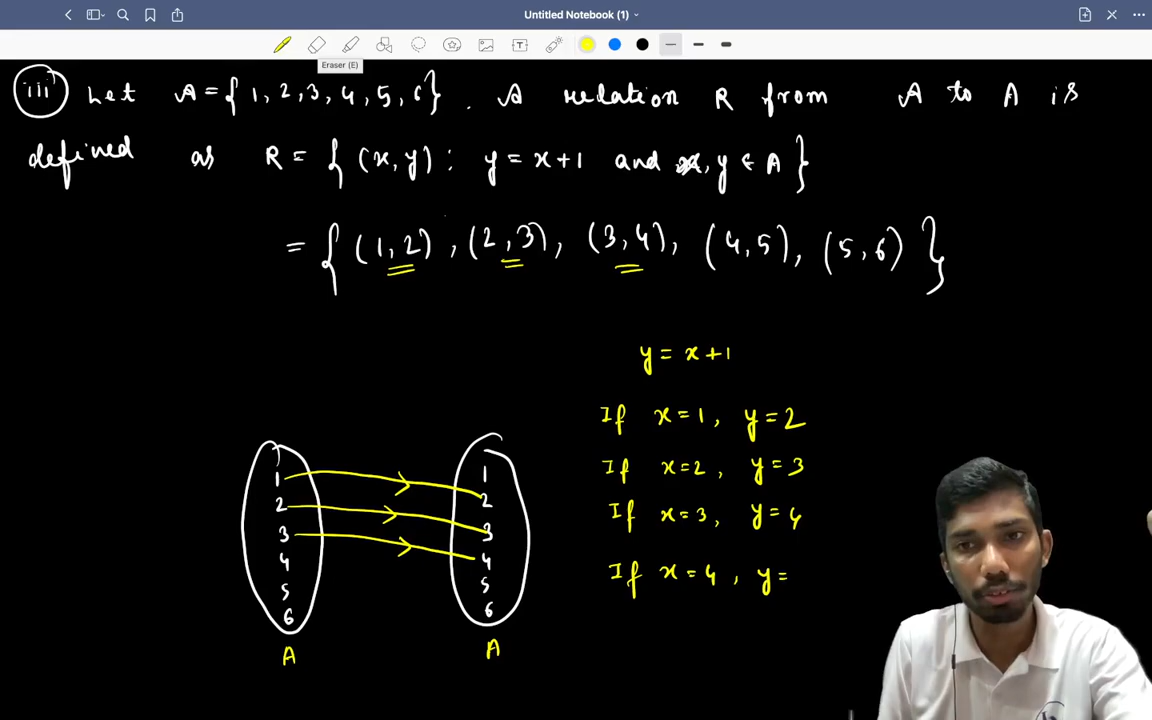 Untitled Notebook (1)
Eraser (E)
iii Let A = { 1, 2, 3, 4, 5, 6 } . A relation R from A to A is
defined as R = { (x, y) : y = x + 1 and x, y ∈ A }
= { (1, 2) , (2, 3), (3, 4), (4, 5), (5, 6) }
y = x + 1
If x = 1, y = 2
If x = 2, y = 3
If x = 3, y = 4
If x = 4, y =
1 1
2 2
3 3
4 4
5 5
6 6
A A